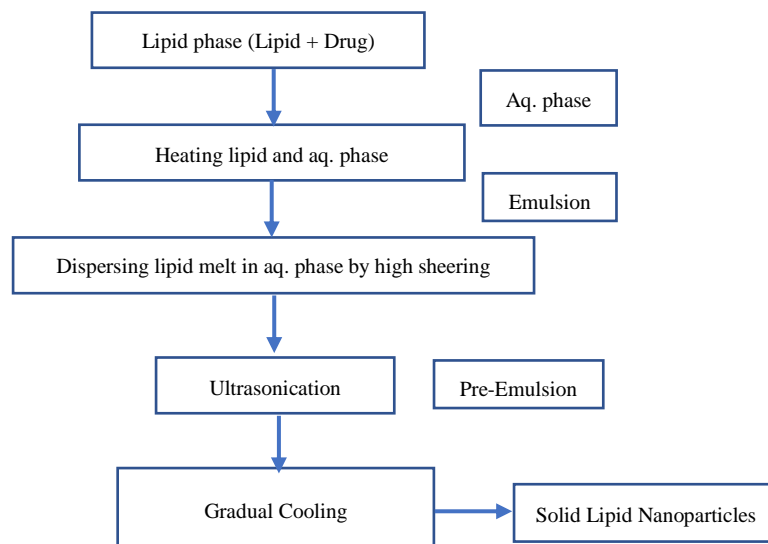 Lipid phase (Lipid + Drug)
Aq. phase
Heating lipid and aq. phase
Emulsion
Dispersing lipid melt in aq. phase by high sheering
Ultrasonication
Pre-Emulsion
Gradual Cooling
Solid Lipid Nanoparticles